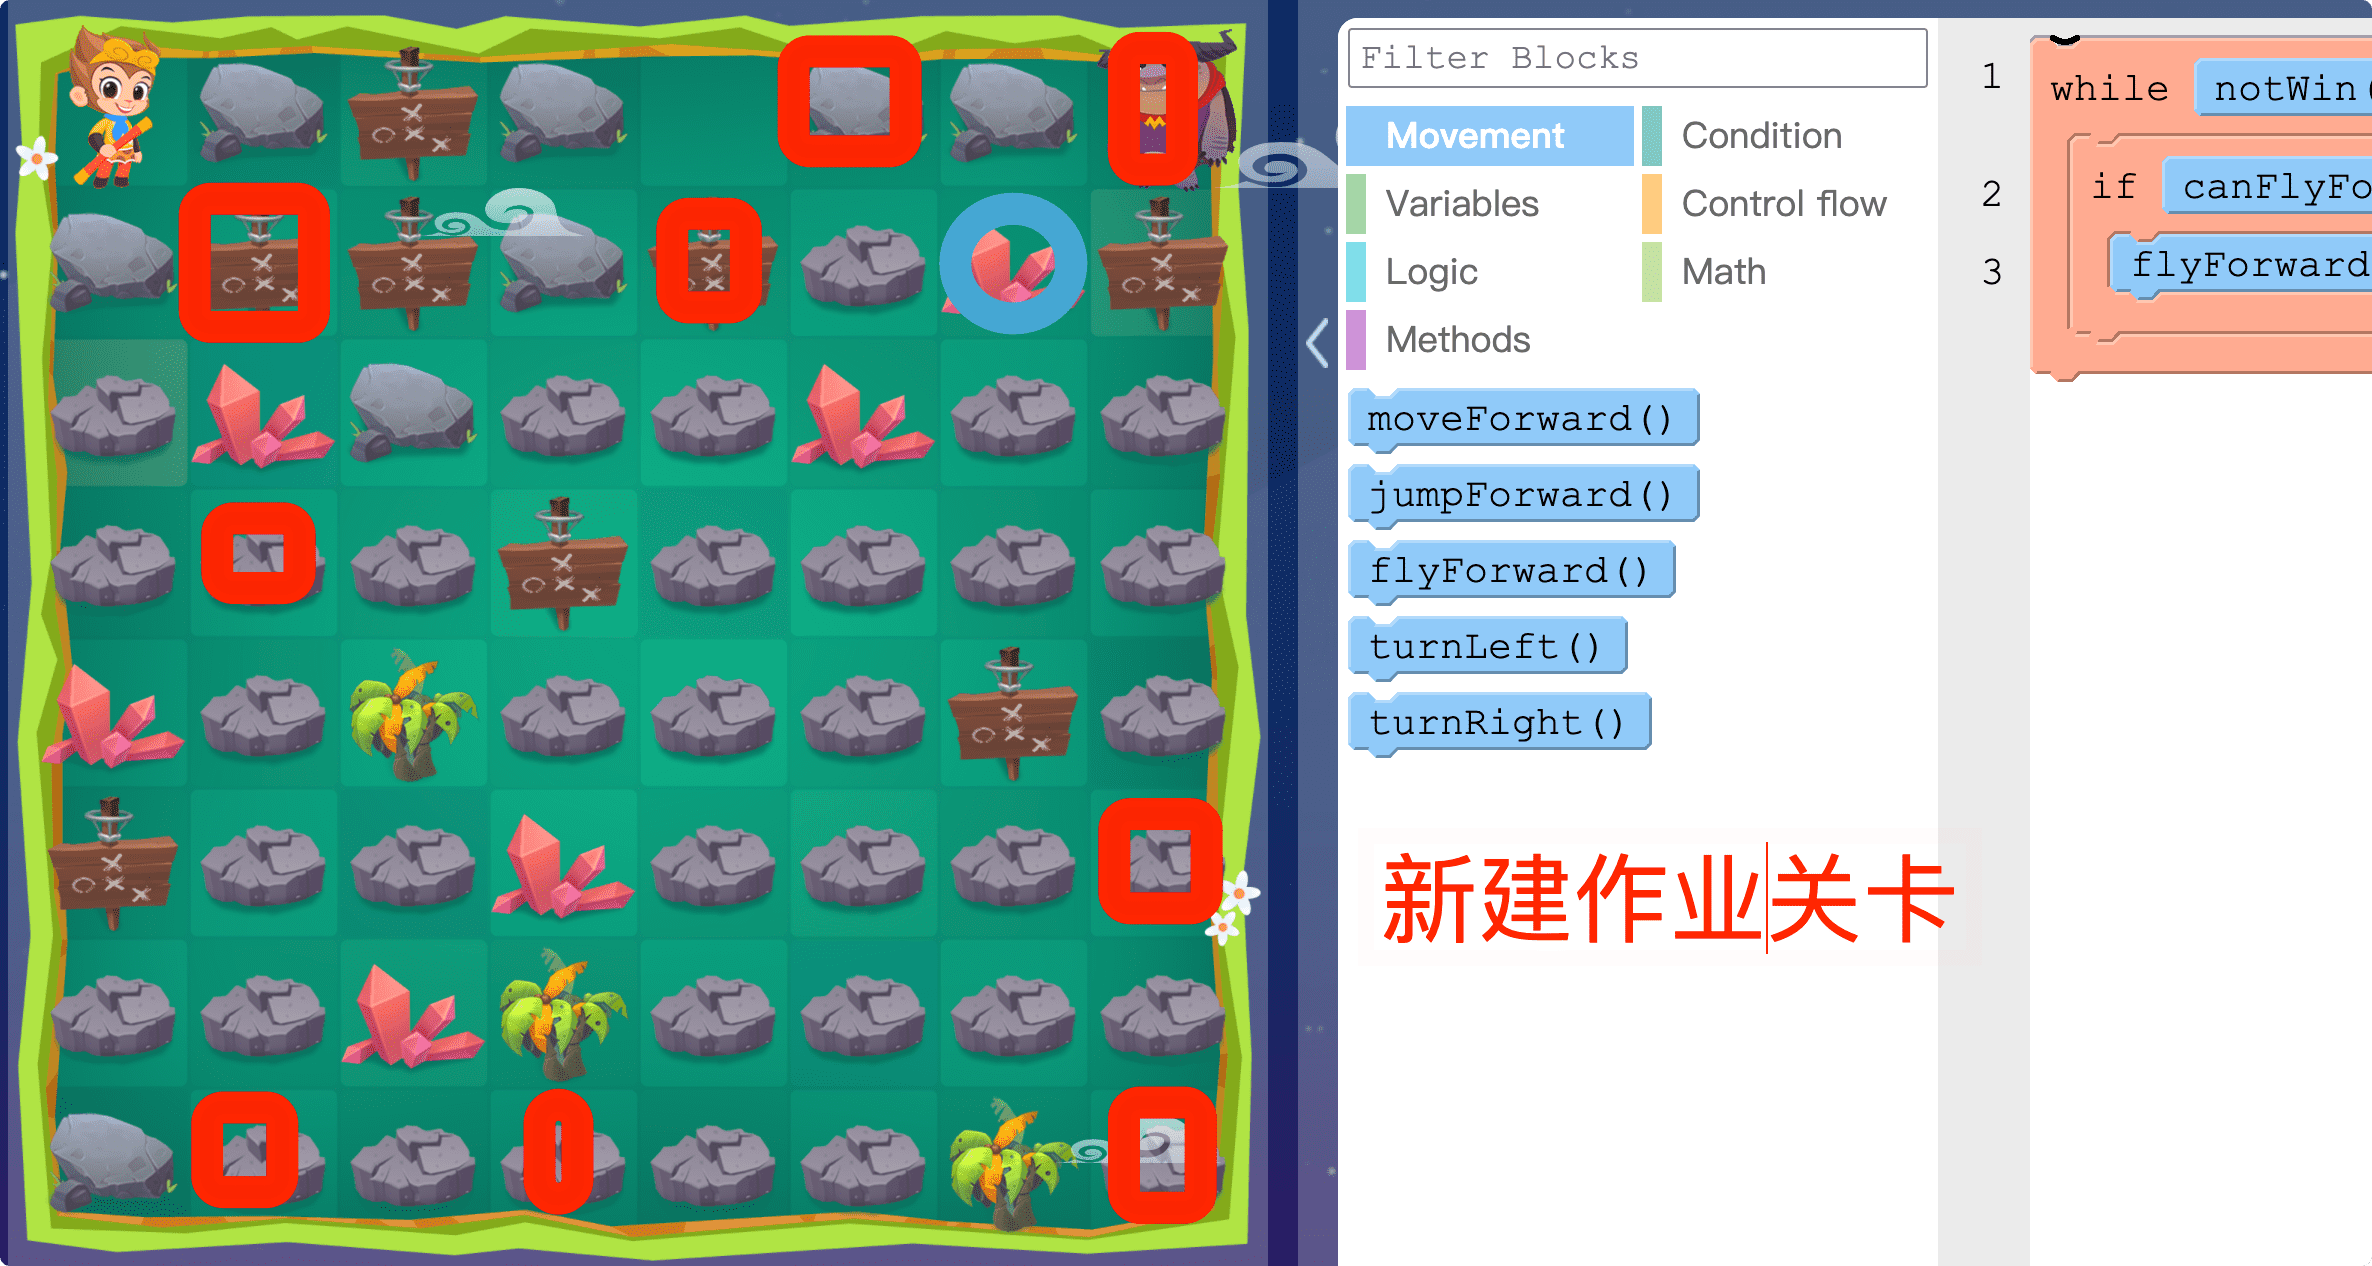 Filter Blocks
Movement
Condition
Variables
Control flow
Logic
Math
Methods
moveForward()
jumpForward()
flyForward()
turnLeft()
turnRight()
新建作业关卡
1
while notWin(
2
if canFlyFo
3
flyForward